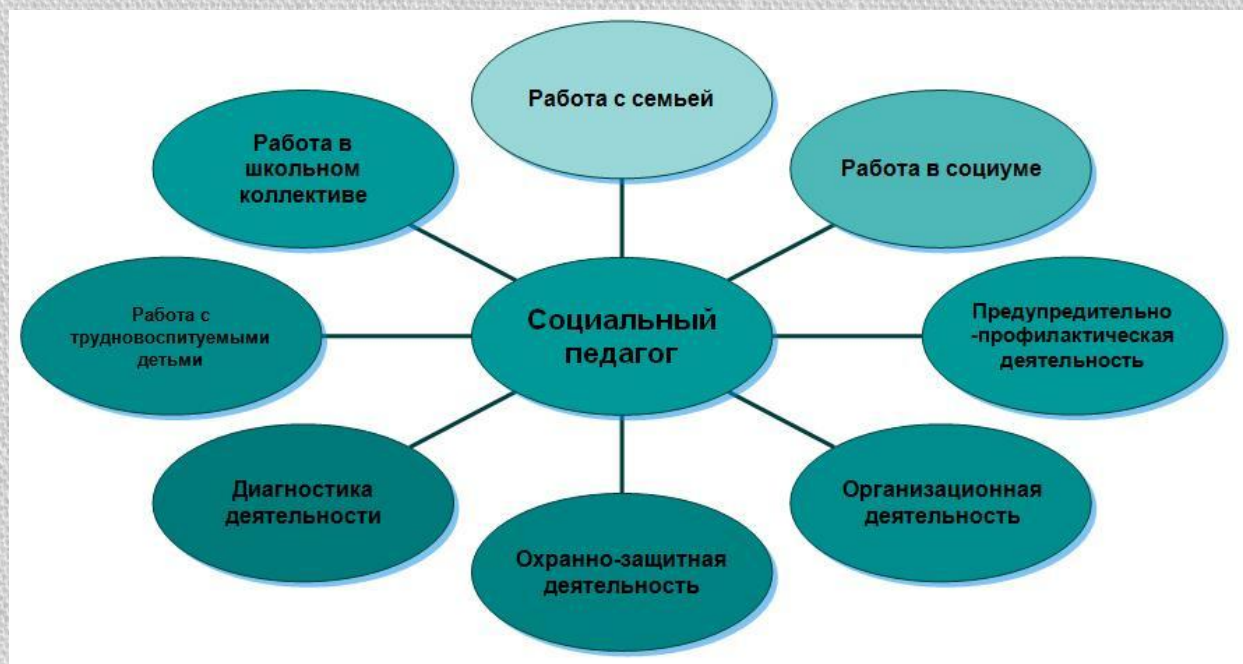 Работа с семьей
Работа в социуме
Предупредительно
-профилактическая
деятельность
Организационная
деятельность
Охранно-защитная
деятельность
Диагностика
деятельности
Работа с
трудновоспитуемыми
детьми
Работа в
школьном
коллективе
Социальный
педагог